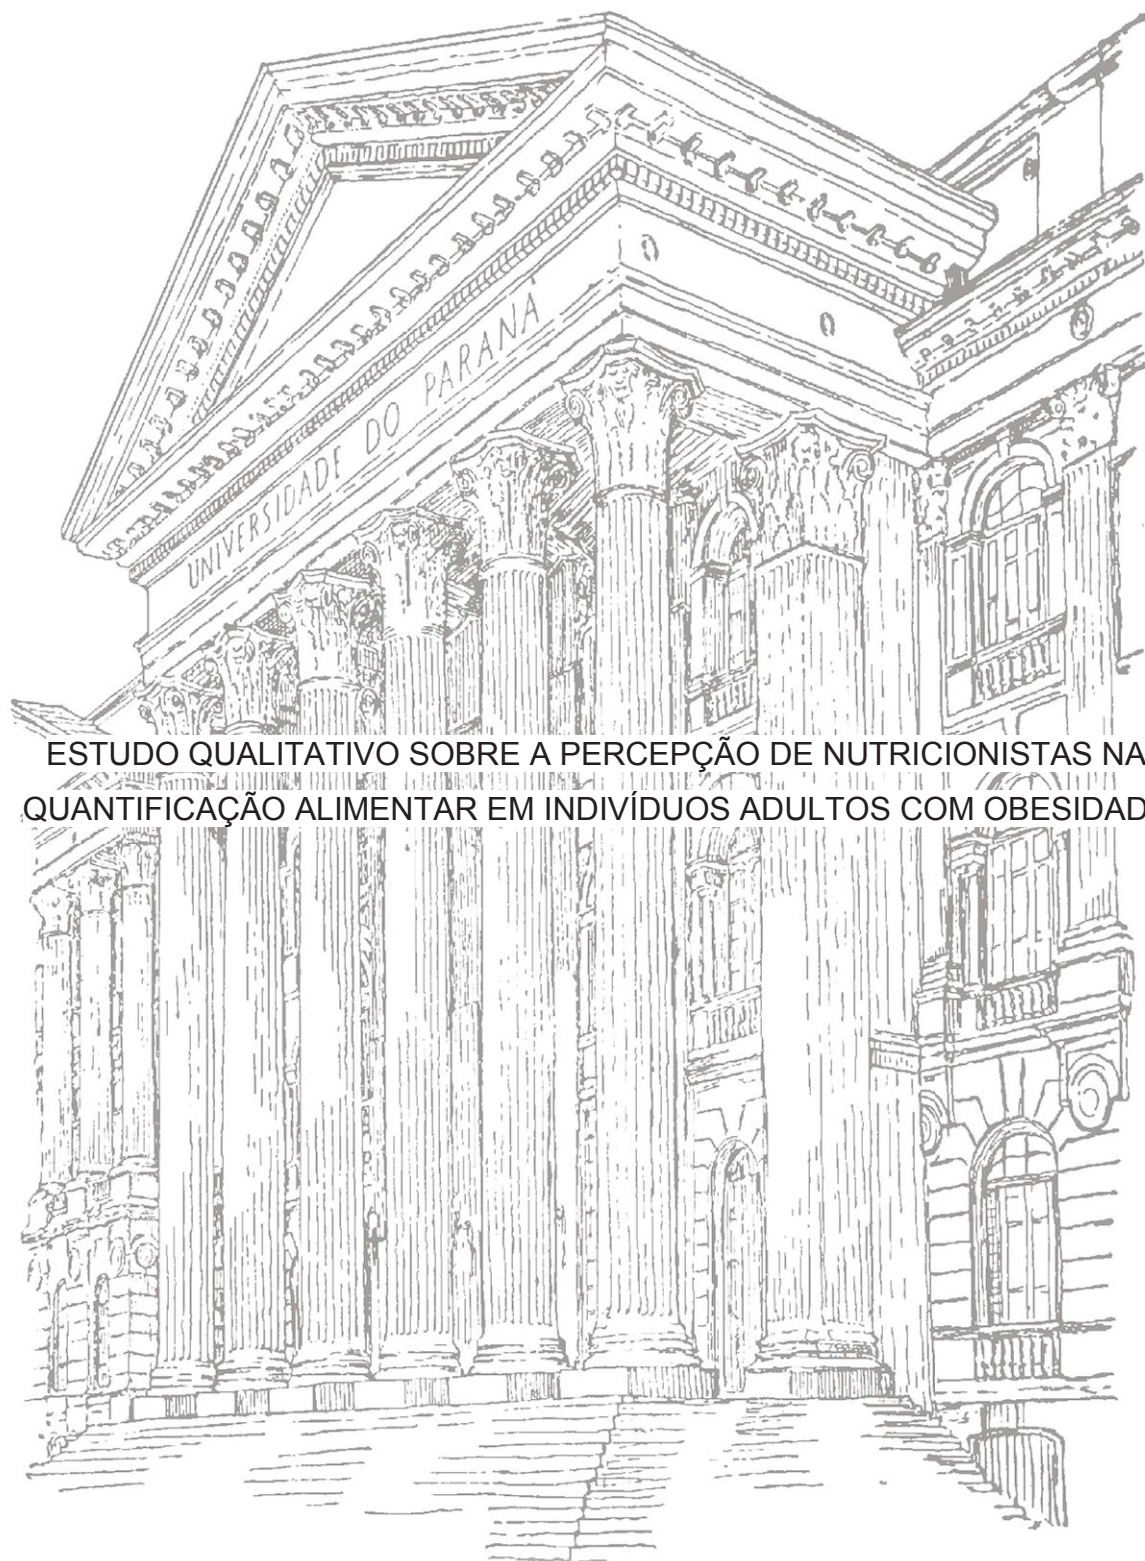 UNIVERSIDADE DO PARANÁ
ESTUDO QUALITATIVO SOBRE A PERCEPÇÃO DE NUTRICIONISTAS NA
QUANTIFICAÇÃO ALIMENTAR EM INDIVÍDUOS ADULTOS COM OBESIDAD